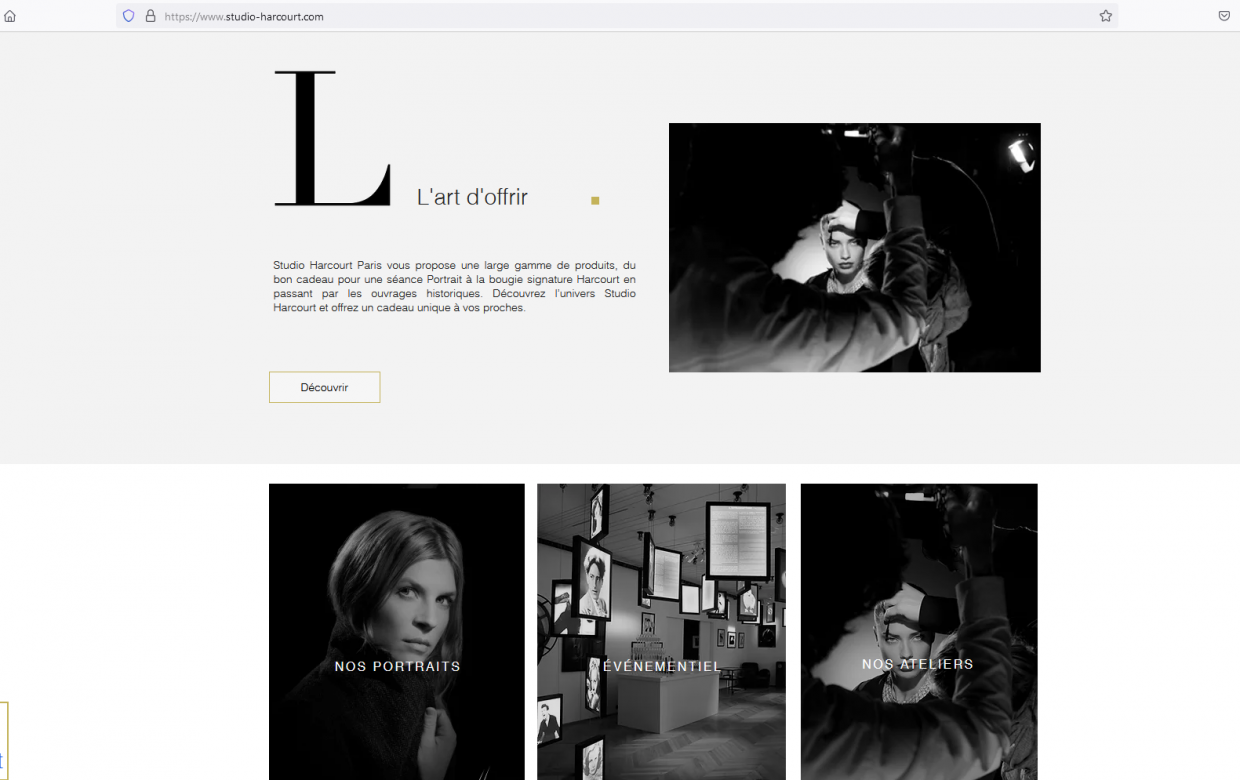 https://www.studio-harcourt.com
L
L'art d'offrir
Studio Harcourt Paris vous propose une large gamme de produits, du
bon cadeau pour une séance Portrait à la bougie signature Harcourt en
passant par les ouvrages historiques. Découvrez l'univers Studio
Harcourt et offrez un cadeau unique à vos proches.
Découvrir
NOS PORTRAITS
ÉVÉNEMENTIEL
NOS ATELIERS